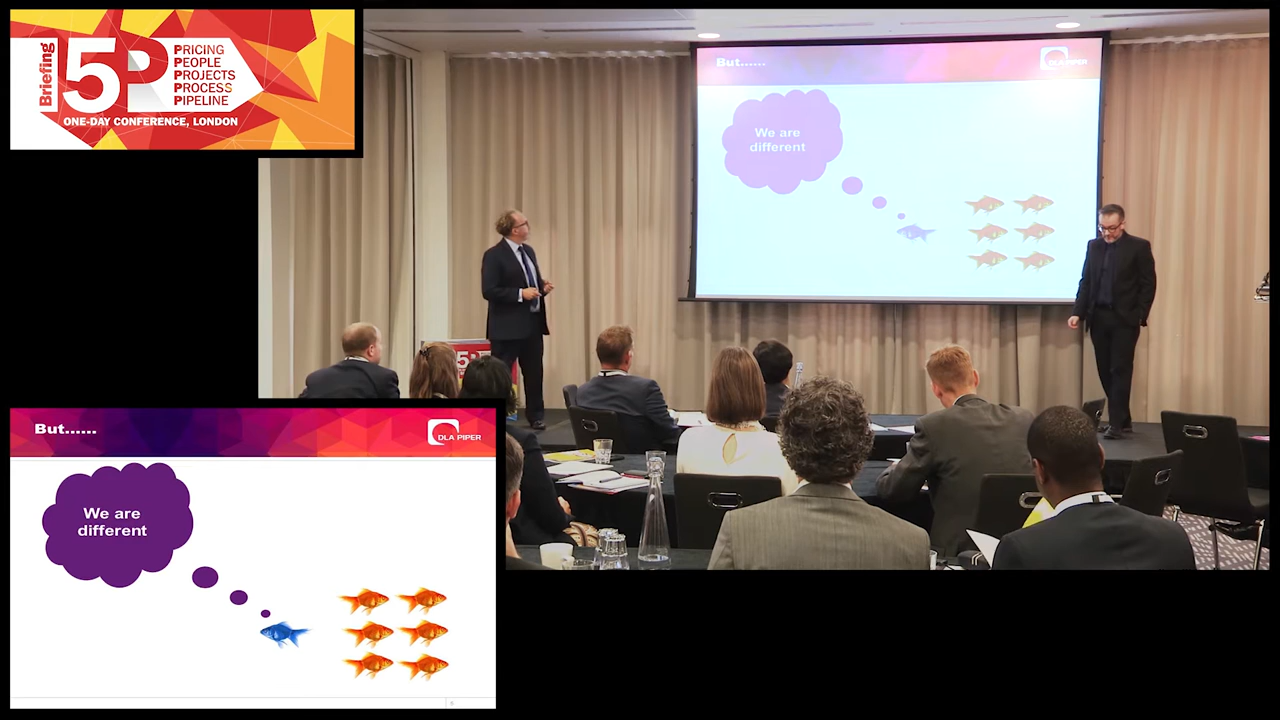 Briefing
5P
PRICING
PEOPLE
PROJECTS
PROCESS
PIPELINE
ONE-DAY CONFERENCE, LONDON
But......
DLA PIPER
We are
different
5P
But......
DLA PIPER
We are
different